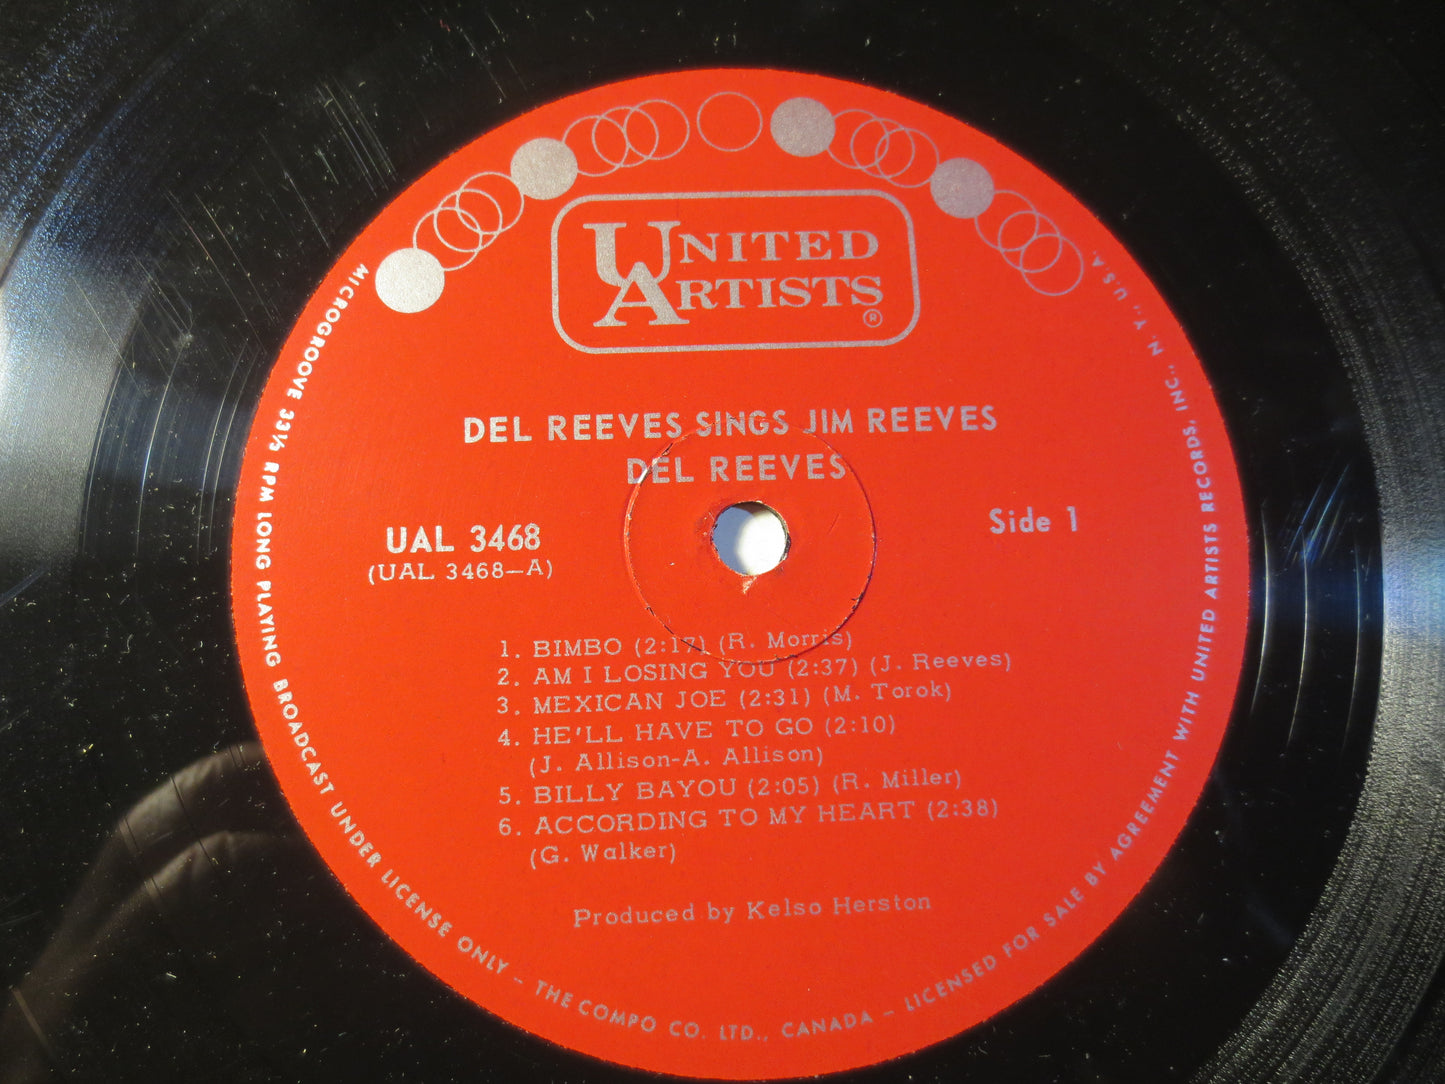 UNITED
ARTISTS
®
DEL REEVES SINGS JIM REEVES
DEL REEVES
UAL 3468
(UAL 3468-A)
Side 1
1. BIMBO (2:17) (R. Morris)
2. AM I LOSING YOU (2:37) (J. Reeves)
3. MEXICAN JOE (2:31) (M. Torok)
4. HE'LL HAVE TO GO (2:10)
(J. Allison-A. Allison)
5. BILLY BAYOU (2:05) (R. Miller)
6. ACCORDING TO MY HEART (2:38)
(G. Walker)
Produced by Kelso Herston
MICROGROOVE 33⅓ RPM LONG PLAYING BROADCAST UNDER LICENSE ONLY - THE COMPO CO. LTD., CANADA - LICENSED FOR SALE BY AGREEMENT WITH UNITED ARTISTS RECORDS, INC., N.Y., U.S.A.